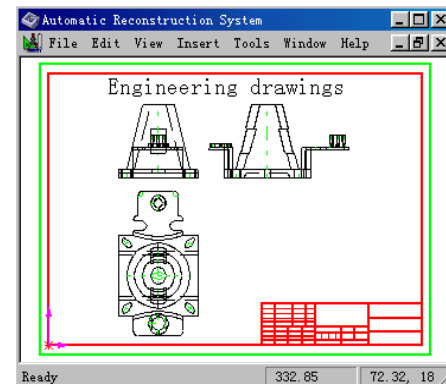 Automatic Reconstruction System
File Edit View Insert Tools Window Help
Engineering drawings
Ready 332.85 72.32, 18